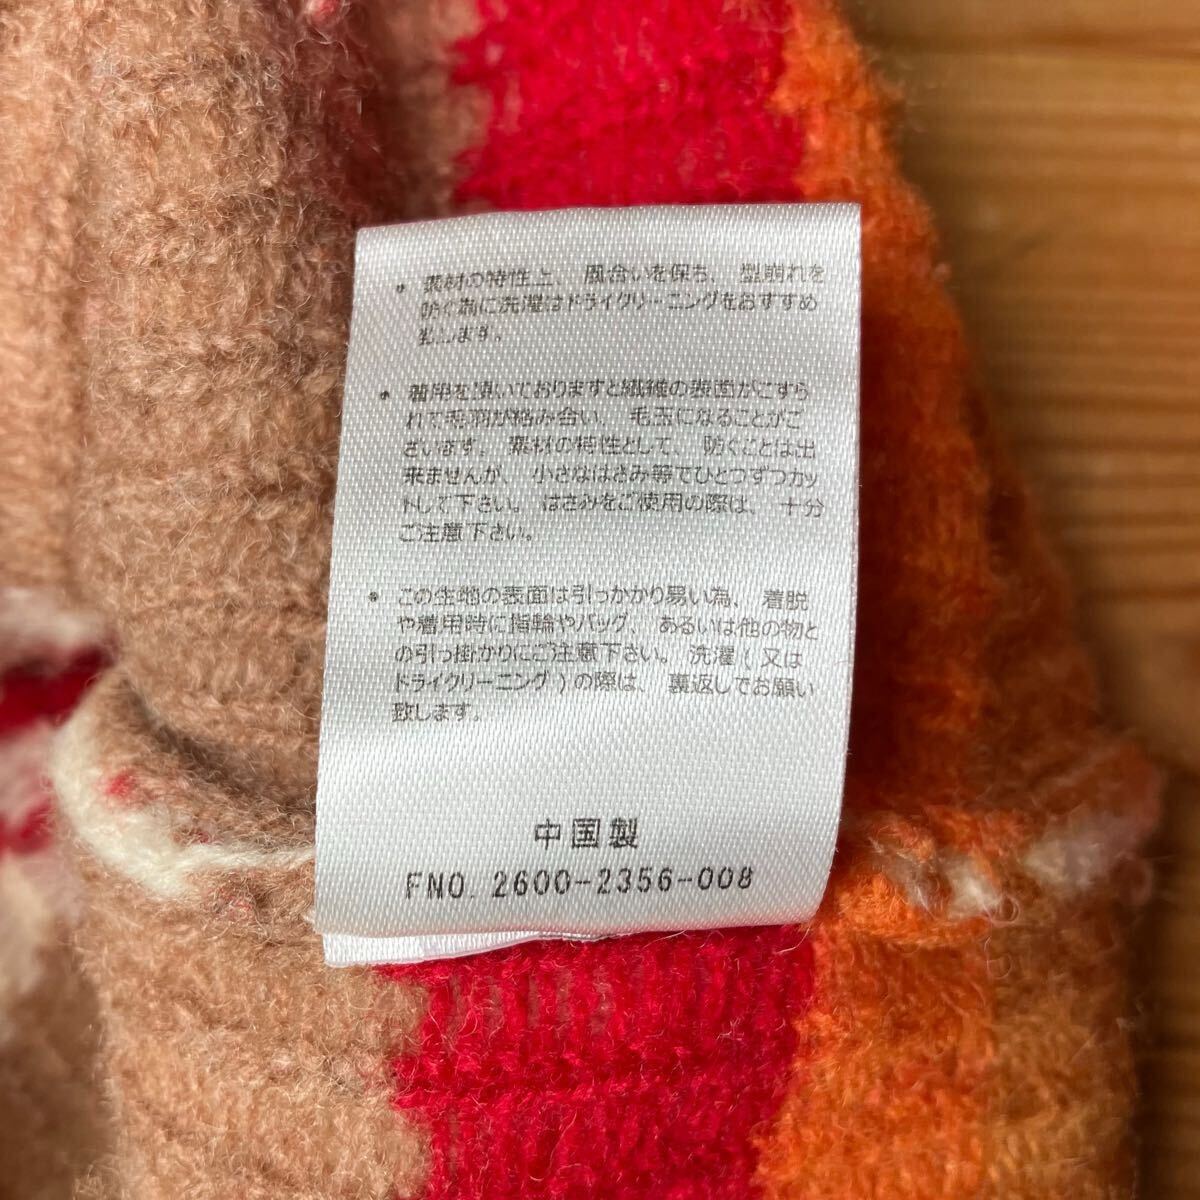 • 素材の特性上、風合いを保ち、型崩れを
防ぐ為に洗濯はドライクリーニングをおすすめ
致します。
• 着用を頂いておりますと繊維の表面がこすら
れて毛羽が絡み合い、毛玉になることがご
ざいます。素材の特性として、防ぐことは出
来ませんが、小さなはさみ等でひとつずつカッ
トして下さい。はさみをご使用の際は、十分
ご注意下さい。
• この生地の表面は引っかかり易い為、着脱
や着用時に指輪やバッグ、あるいは他の物と
の引っ掛かりにご注意下さい。洗濯(又は
ドライクリーニング)の際は、裏返しでお願い
致します。
中国製
FNO. 2600-2356-008